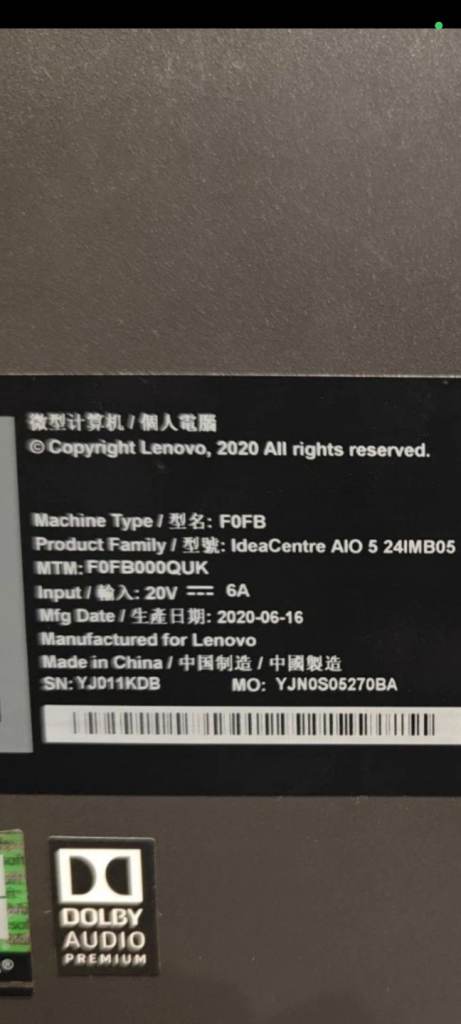 微型计算机 / 個人電腦
© Copyright Lenovo, 2020 All rights reserved.
Machine Type / 型名: F0FB
Product Family / 型號: IdeaCentre AIO 5 24IMB05
MTM:F0FB000QUK
Input / 輸入: 20V ⎓ 6A
Mfg Date / 生產日期: 2020-06-16
Manufactured for Lenovo
Made in China / 中国制造 / 中國製造
SN:YJ011KDB MO: YJN0S05270BA
DOLBY
AUDIO
PREMIUM
®